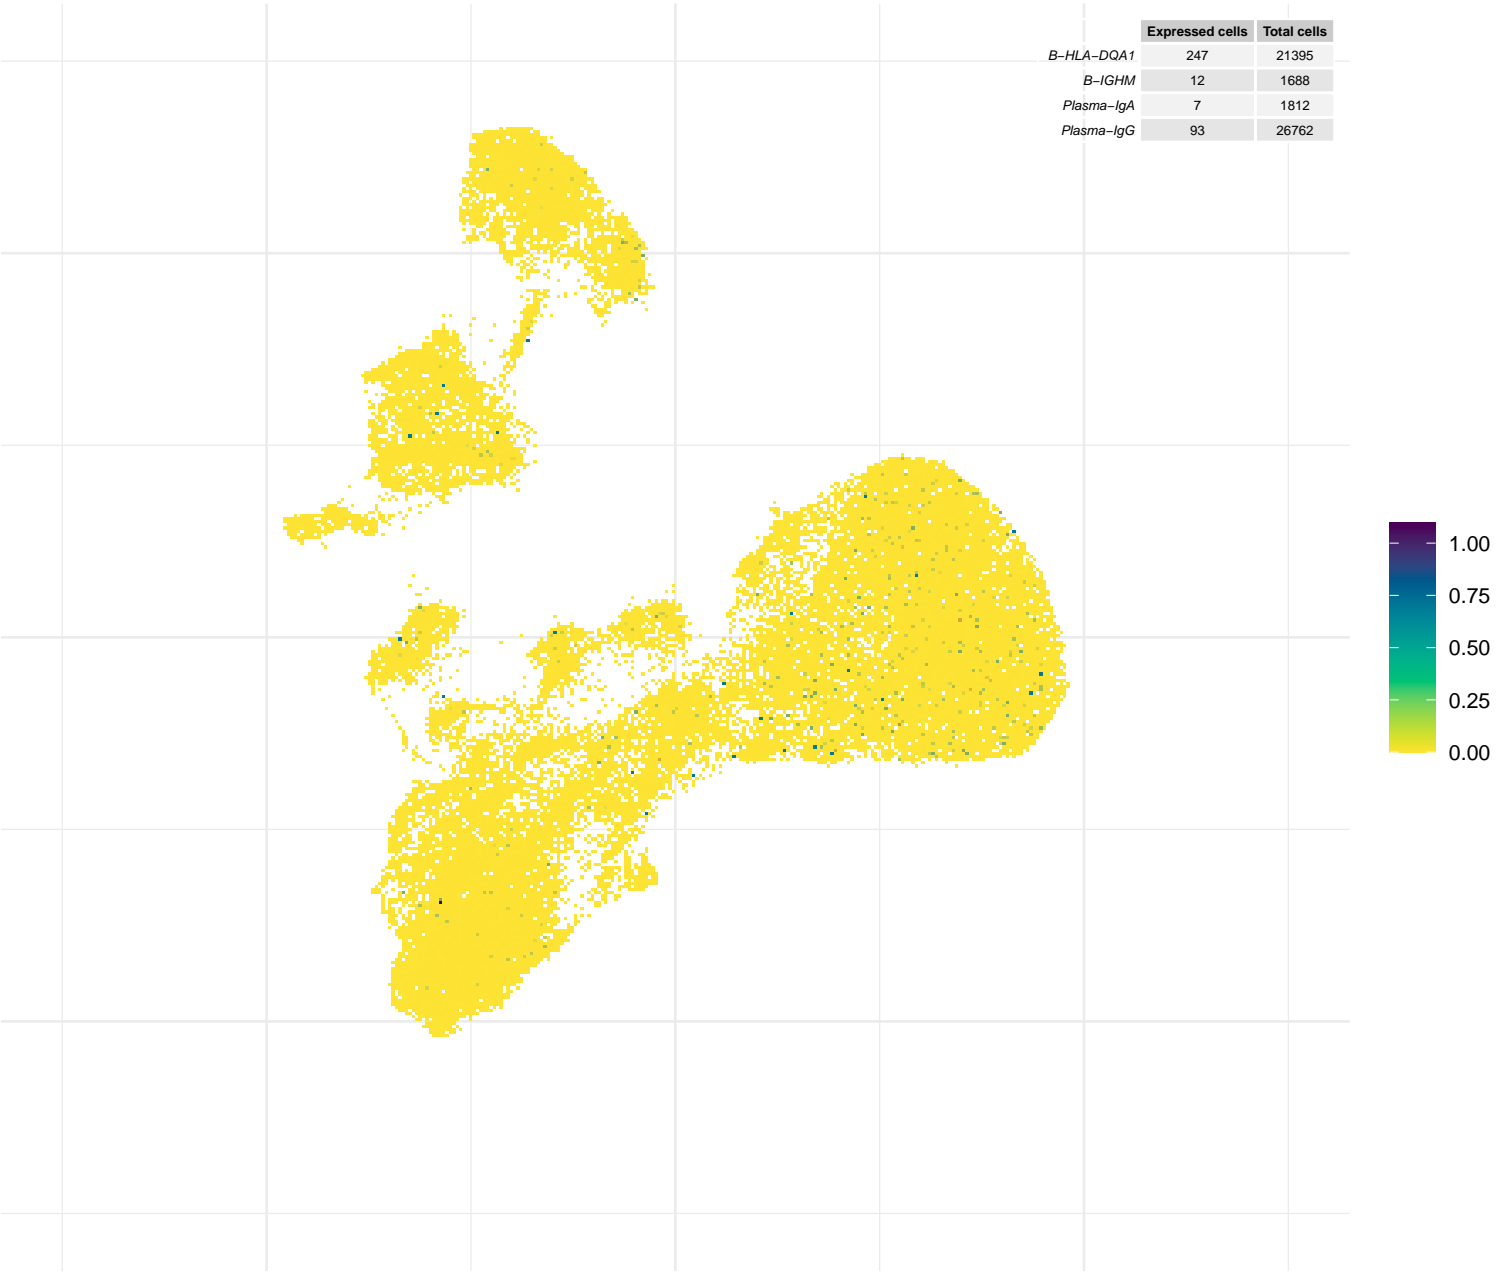 Expressed cells Total cells
B−HLA−DQA1 247 21395
B−IGHM 12 1688
Plasma−IgA 7 1812
Plasma−IgG 93 26762
1.00
0.75
0.50
0.25
0.00